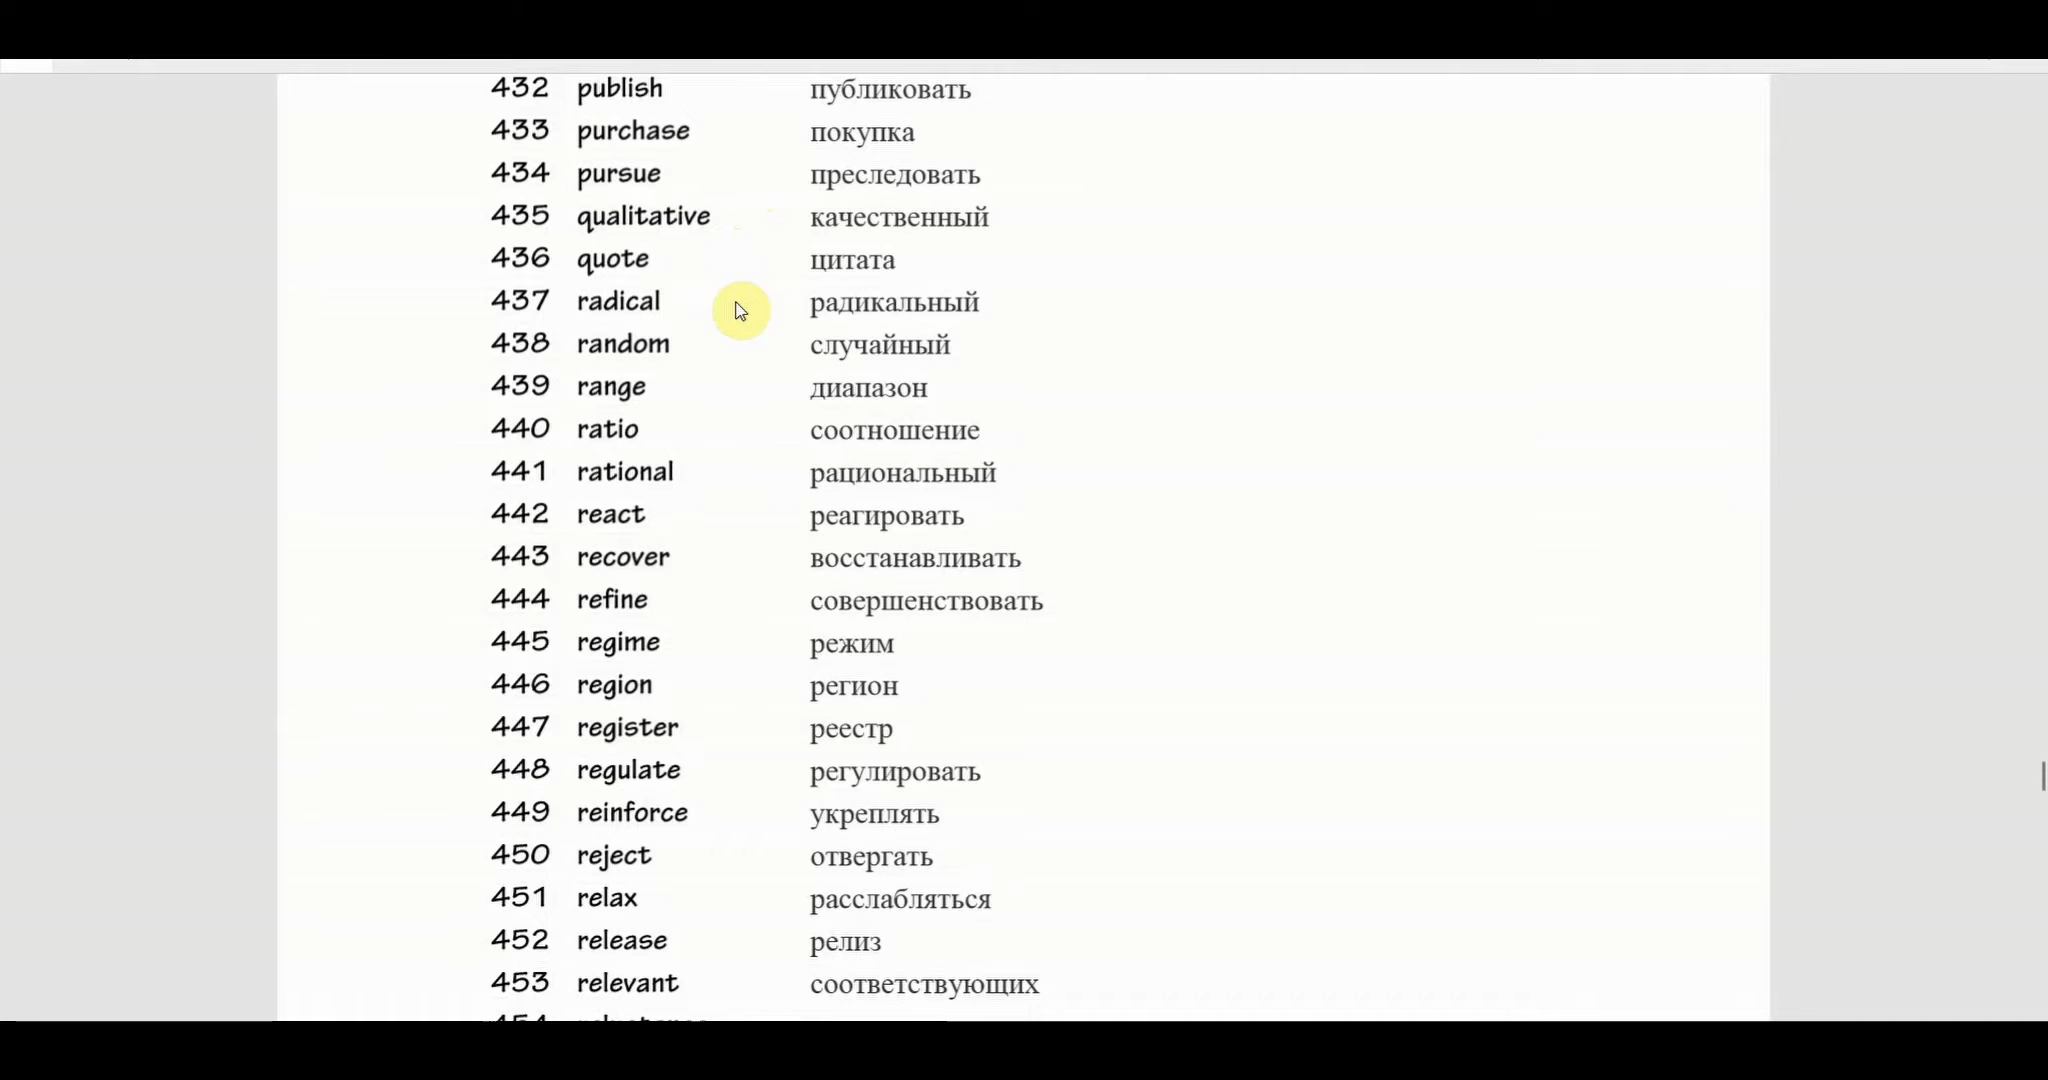 432 publish публиковать
433 purchase покупка
434 pursue преследовать
435 qualitative качественный
436 quote цитата
437 radical радикальный
438 random случайный
439 range диапазон
440 ratio соотношение
441 rational рациональный
442 react реагировать
443 recover восстанавливать
444 refine совершенствовать
445 regime режим
446 region регион
447 register реестр
448 regulate регулировать
449 reinforce укреплять
450 reject отвергать
451 relax расслабляться
452 release релиз
453 relevant соответствующих